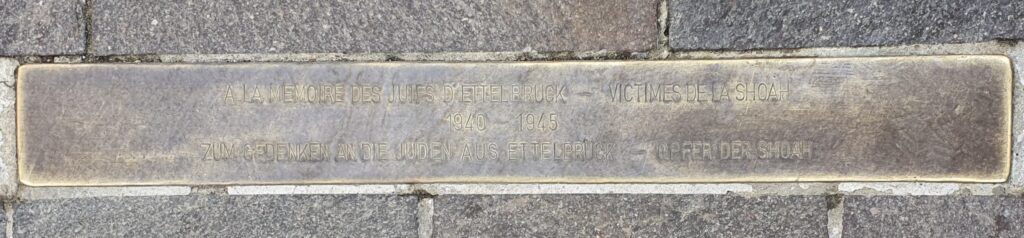 A LA MEMOIRE DES JUIFS D'ETTELBRUCK – VICTIMES DE LA SHOAH
1940 – 1945
ZUM GEDENKEN AN DIE JUDEN AUS ETTELBRÜCK – OPFER DER SHOAH